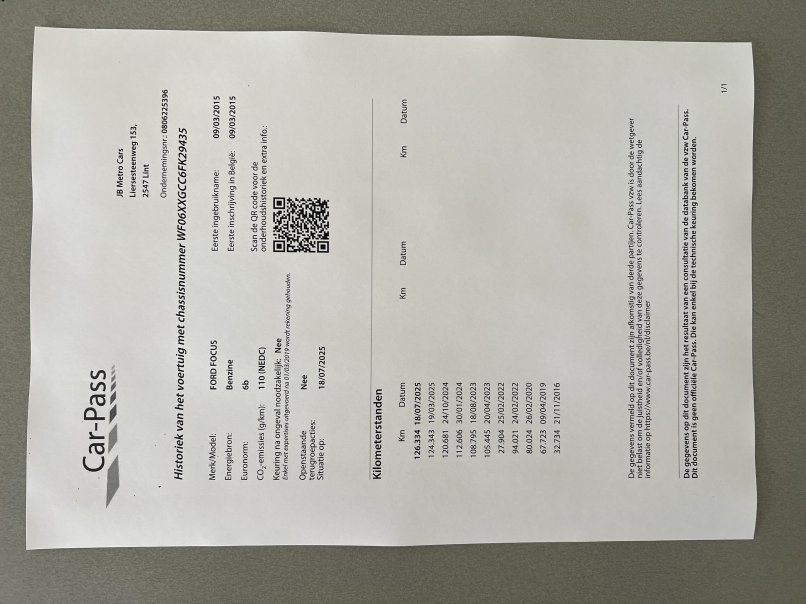 Car-Pass
JB Metro Cars
Liersesteenweg 153,
2547 Lint
Ondernemingsnr.: 0806225396
Historiek van het voertuig met chassisnummer WF06XXGCC6FK29435
Merk/Model: FORD FOCUS
Energiebron: Benzine
Euronorm: 6b
CO2-emissies (g/km): 110 (NEDC)
Keuring na ongeval noodzakelijk: Nee
Enkel met expertises uitgevoerd na 01/03/2019 wordt rekening gehouden.
Openstaande Nee
terugroepacties:
Situatie op: 18/07/2025
Eerste ingebruikname: 09/03/2015
Eerste inschrijving in België: 09/03/2015
Scan de QR code voor de
onderhoudshistoriek en extra info.:
Kilometerstanden
Km Datum Km Datum Km Datum
126.334 18/07/2025
124.343 19/03/2025
120.681 24/10/2024
112.606 30/01/2024
108.795 18/08/2023
105.445 20/04/2023
27.904 25/02/2022
94.021 24/02/2022
80.024 26/02/2020
67.723 09/04/2019
32.734 21/11/2016
De gegevens vermeld op dit document zijn afkomstig van derde partijen. Car-Pass vzw is door de wetgever
niet belast om de juistheid en/of volledigheid van deze gegevens te controleren. Lees aandachtig de
informatie op https://www.car-pass.be/nl/disclaimer
De gegevens op dit document zijn het resultaat van een consultatie van de databank van de vzw Car-Pass.
Dit document is geen officiële Car-Pass. Die kan enkel bij de technische keuring bekomen worden.
1/1